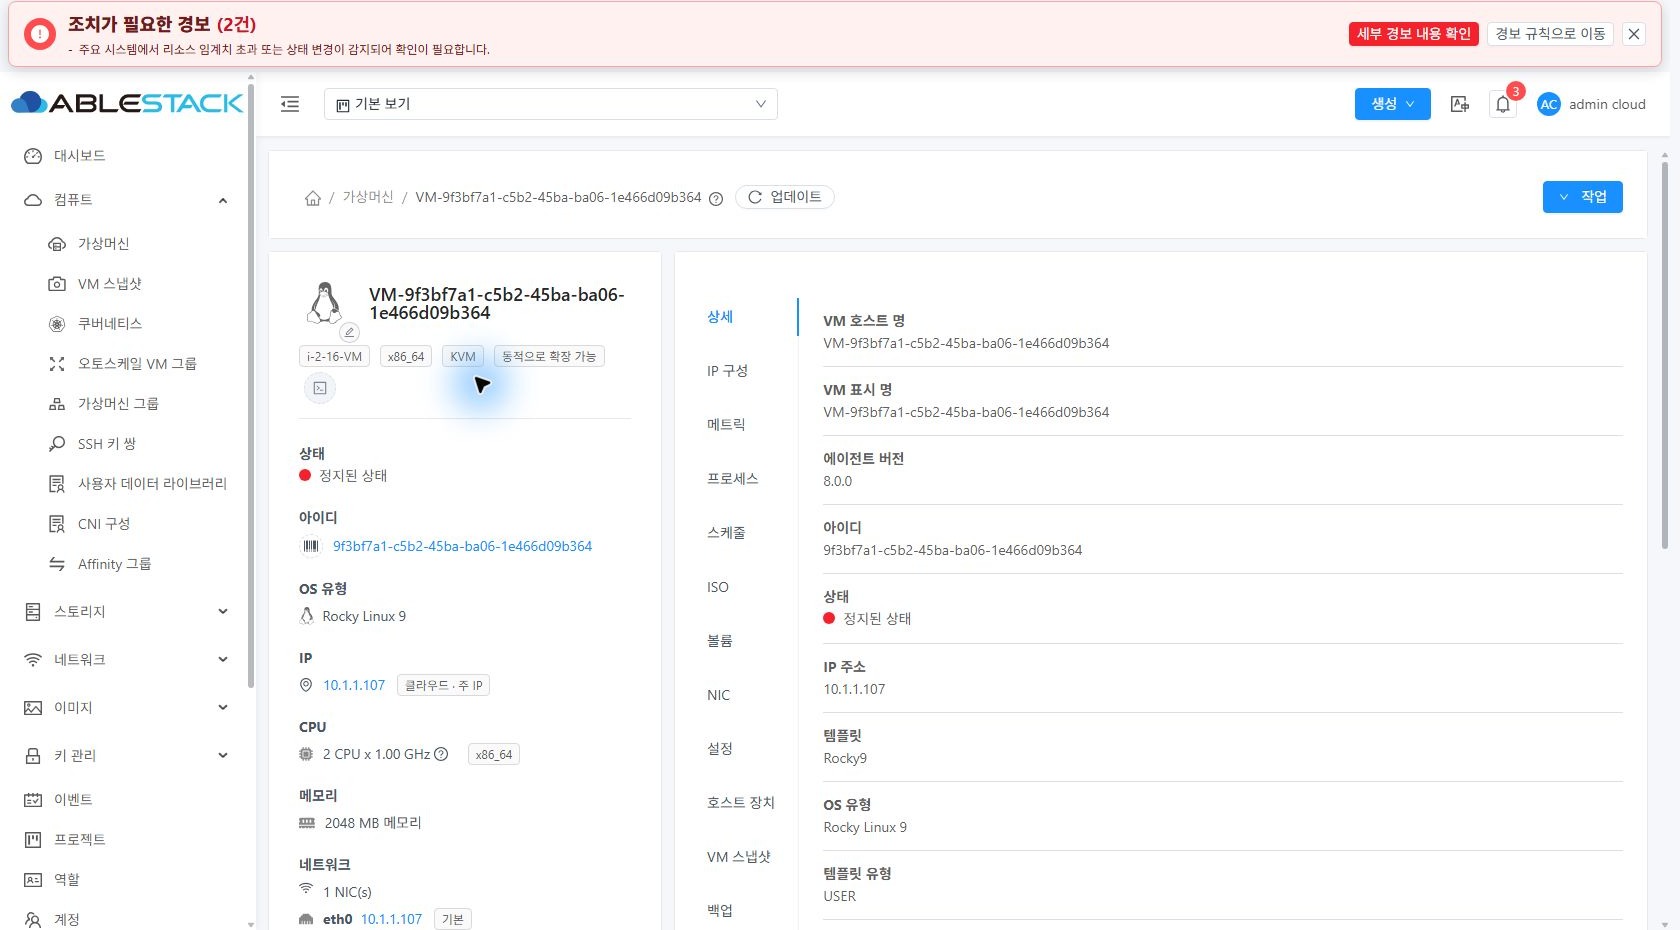 조치가 필요한 경보 (2건)
- 주요 시스템에서 리소스 임계치 초과 또는 상태 변경이 감지되어 확인이 필요합니다.
세부 경보 내용 확인
경보 규칙으로 이동
ABLESTACK
기본 보기
생성
3
AC
admin cloud
대시보드
컴퓨트
가상머신
VM 스냅샷
쿠버네티스
오토스케일 VM 그룹
가상머신 그룹
SSH 키 쌍
사용자 데이터 라이브러리
CNI 구성
Affinity 그룹
스토리지
네트워크
이미지
키 관리
이벤트
프로젝트
역할
계정
/ 가상머신 / VM-9f3bf7a1-c5b2-45ba-ba06-1e466d09b364
업데이트
작업
VM-9f3bf7a1-c5b2-45ba-ba06-
1e466d09b364
i-2-16-VM
x86_64
KVM
동적으로 확장 가능
상태
정지된 상태
아이디
9f3bf7a1-c5b2-45ba-ba06-1e466d09b364
OS 유형
Rocky Linux 9
IP
10.1.1.107
클라우드 · 주 IP
CPU
2 CPU x 1.00 GHz
x86_64
메모리
2048 MB 메모리
네트워크
1 NIC(s)
eth0 10.1.1.107 기본
상세
IP 구성
메트릭
프로세스
스케줄
ISO
볼륨
NIC
설정
호스트 장치
VM 스냅샷
백업
VM 호스트 명
VM-9f3bf7a1-c5b2-45ba-ba06-1e466d09b364
VM 표시 명
VM-9f3bf7a1-c5b2-45ba-ba06-1e466d09b364
에이전트 버전
8.0.0
아이디
9f3bf7a1-c5b2-45ba-ba06-1e466d09b364
상태
정지된 상태
IP 주소
10.1.1.107
템플릿
Rocky9
OS 유형
Rocky Linux 9
템플릿 유형
USER